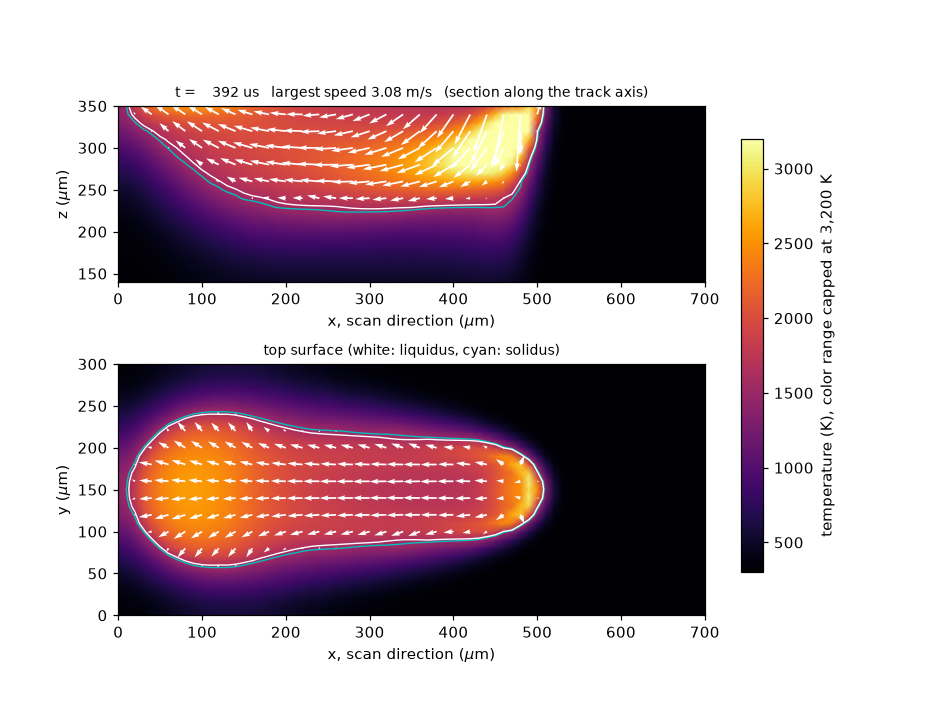 t =    392 us   largest speed 3.08 m/s   (section along the track axis)
350
300
250
200
150
z (μm)
0 100 200 300 400 500 600 700
x, scan direction (μm)
top surface (white: liquidus, cyan: solidus)
300
250
200
150
100
50
0
y (μm)
0 100 200 300 400 500 600 700
x, scan direction (μm)
3000
2500
2000
1500
1000
500
temperature (K), color range capped at 3,200 K